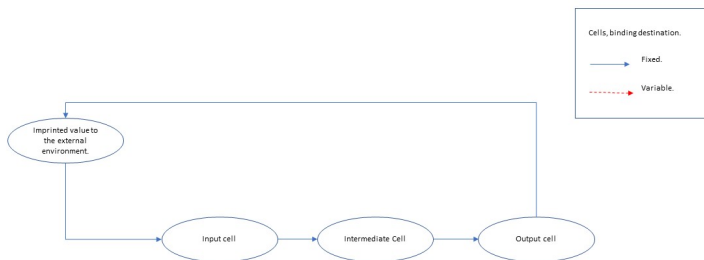 Cells, binding destination.
Fixed.
Variable.
Imprinted value to
the external
environment.
Input cell
Intermediate Cell
Output cell